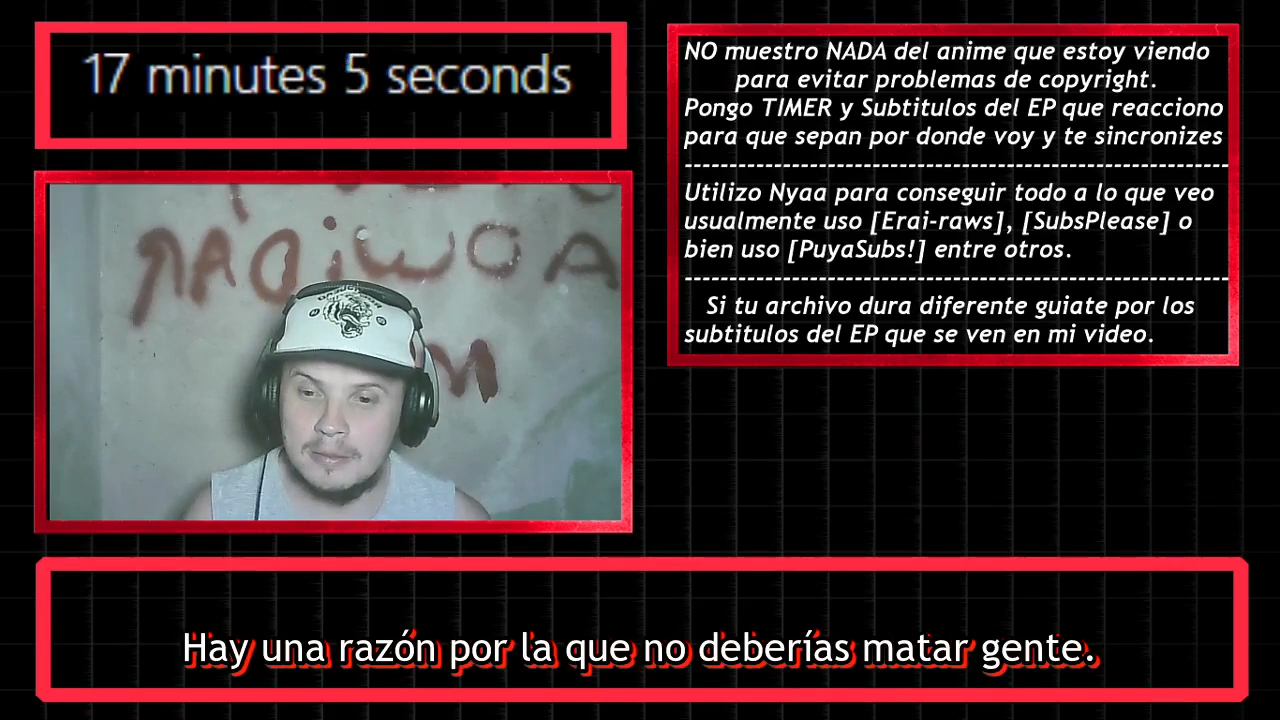 17 minutes 5 seconds
NO muestro NADA del anime que estoy viendo
para evitar problemas de copyright.
Pongo TIMER y Subtitulos del EP que reacciono
para que sepan por donde voy y te sincronizes
Utilizo Nyaa para conseguir todo a lo que veo
usualmente uso [Erai-raws], [SubsPlease] o
bien uso [PuyaSubs!] entre otros.
Si tu archivo dura diferente guiate por los
subtitulos del EP que se ven en mi video.
Hay una razón por la que no deberías matar gente.